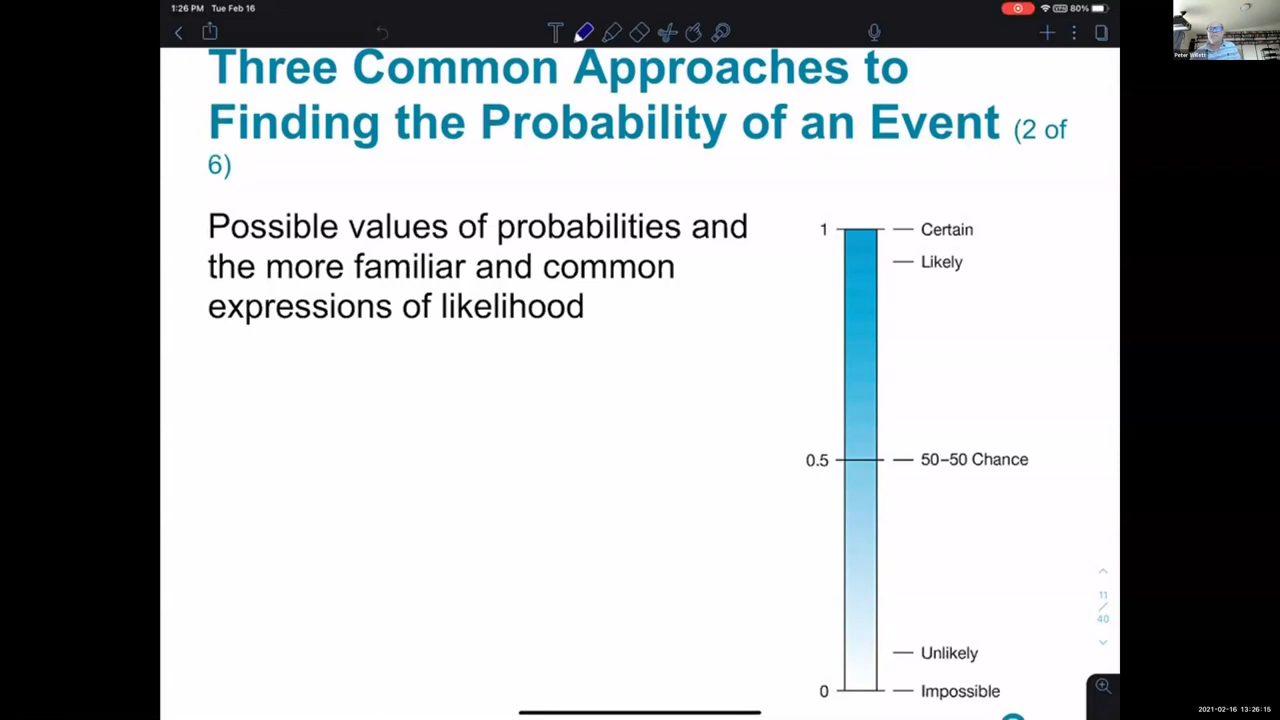 1:26 PM Tue Feb 16
80%
Three Common Approaches to
Finding the Probability of an Event (2 of
6)
Possible values of probabilities and
the more familiar and common
expressions of likelihood
1
Certain
Likely
0.5
50–50 Chance
Unlikely
0
Impossible
11
/
40
2021-02-16 13:26:15